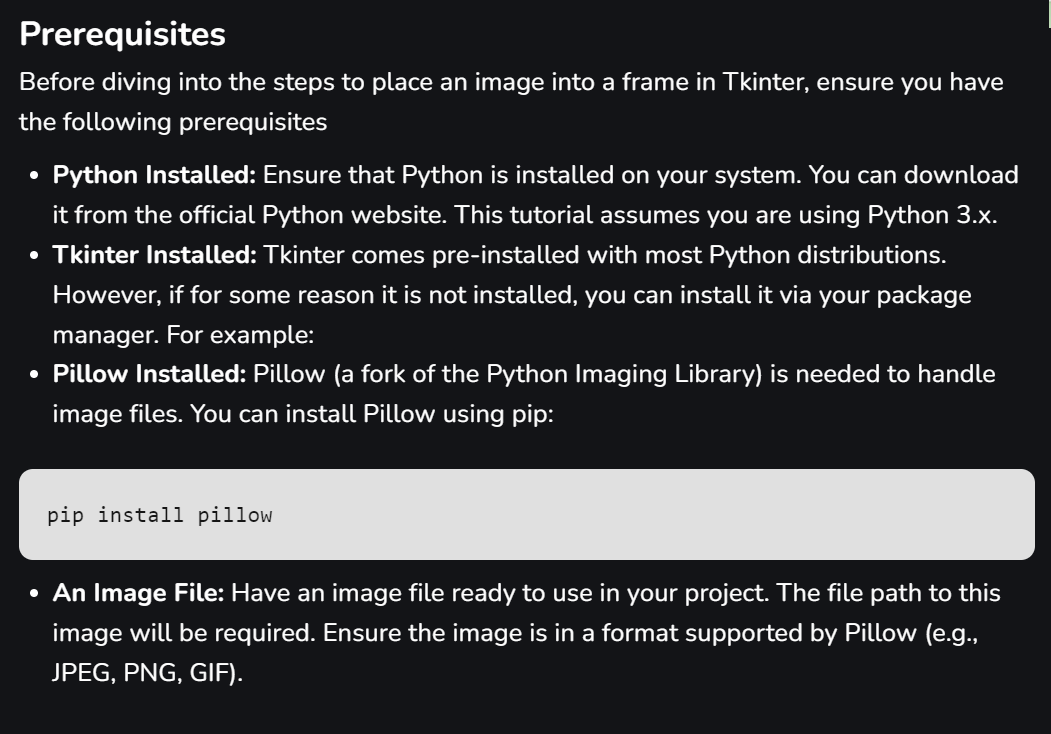 Prerequisites
Before diving into the steps to place an image into a frame in Tkinter, ensure you have
the following prerequisites
• Python Installed: Ensure that Python is installed on your system. You can download
it from the official Python website. This tutorial assumes you are using Python 3.x.
• Tkinter Installed: Tkinter comes pre-installed with most Python distributions.
However, if for some reason it is not installed, you can install it via your package
manager. For example:
• Pillow Installed: Pillow (a fork of the Python Imaging Library) is needed to handle
image files. You can install Pillow using pip:
pip install pillow
• An Image File: Have an image file ready to use in your project. The file path to this
image will be required. Ensure the image is in a format supported by Pillow (e.g.,
JPEG, PNG, GIF).